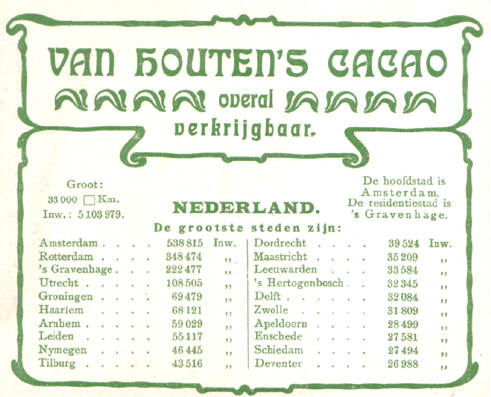 VAN HOUTEN'S CACAO
overal
verkrijgbaar.
Groot:
33 000 □ Km.
Inw.: 5 103 979.
NEDERLAND.
De hoofdstad is
Amsterdam.
De residentiestad is
's Gravenhage.
De grootste steden zijn:
Amsterdam . . . . 538 815 Inw.
Rotterdam . . . . 348 474 „
's Gravenhage . . . 222 477 „
Utrecht . . . . . 108 505 „
Groningen . . . . 69 479 „
Haarlem . . . . 68 121 „
Arnhem . . . . . 59 029 „
Leiden . . . . . 55 117 „
Nymegen . . . . 46 445 „
Tilburg . . . . . 43 516 „
Dordrecht . . . . 39 524 Inw.
Maastricht . . . . 35 209 „
Leeuwarden . . . . 33 584 „
's Hertogenbosch . . 32 345 „
Delft . . . . . . 32 084 „
Zwolle . . . . . 31 809 „
Apeldoorn . . . . 28 499 „
Enschede . . . . 27 581 „
Schiedam . . . . 27 494 „
Deventer . . . . 26 988 „